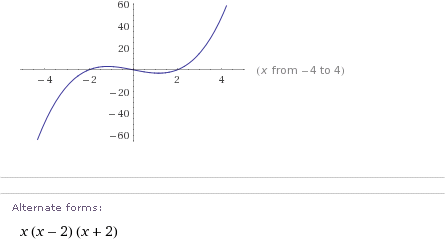 60
40
20
−4 −2 2 4
−20
−40
−60
(x from −4 to 4)
Alternate forms:
x (x − 2) (x + 2)